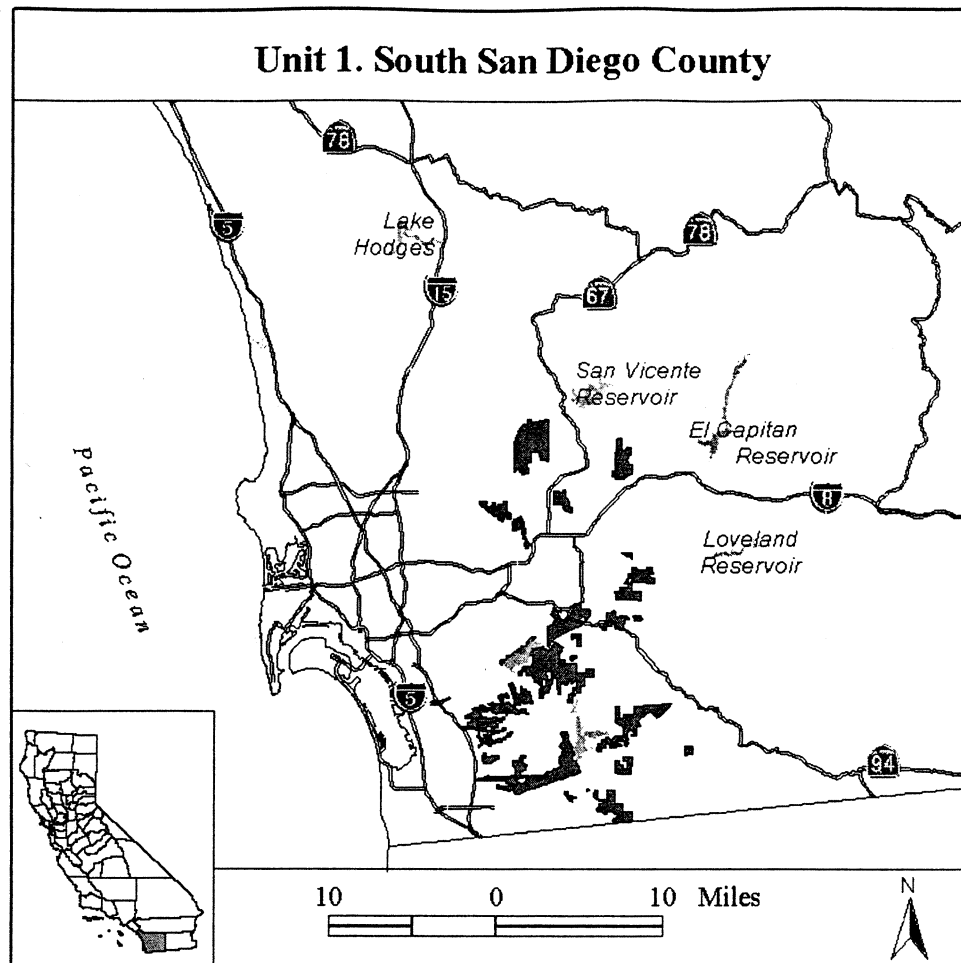 Unit 1. South San Diego County
78
5
Lake
Hodges
78
15
67
San Vicente
Reservoir
El Capitan
Reservoir
Pacific Ocean
8
Loveland
Reservoir
5
94
10 0 10 Miles
N